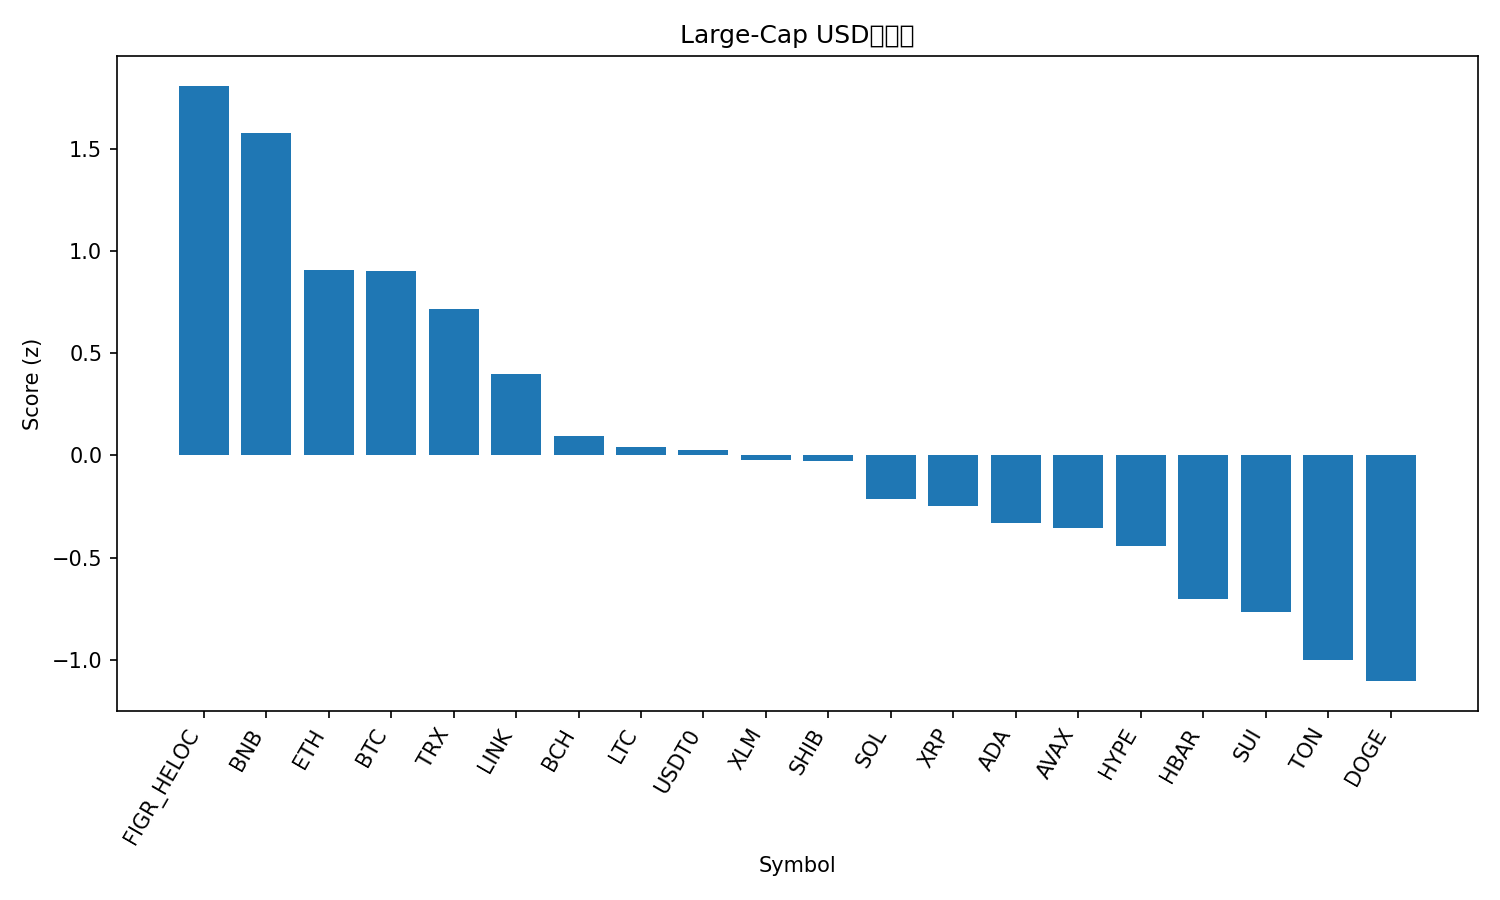 Large-Cap USD
Score (z)
1.5
1.0
0.5
0.0
−0.5
−1.0
FIGR_HELOC
BNB
ETH
BTC
TRX
LINK
BCH
LTC
USDT0
XLM
SHIB
SOL
XRP
ADA
AVAX
HYPE
HBAR
SUI
TON
DOGE
Symbol